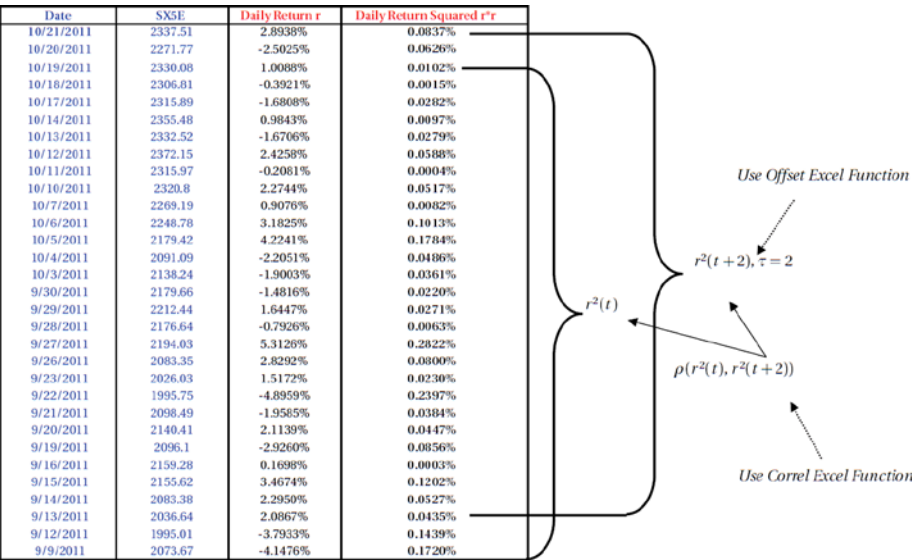 Date SX5E Daily Return r Daily Return Squared r*r
10/21/2011 2337.51 2.8938% 0.0837%
10/20/2011 2271.77 -2.5025% 0.0626%
10/19/2011 2330.08 1.0088% 0.0102%
10/18/2011 2306.81 -0.3921% 0.0015%
10/17/2011 2315.89 -1.6808% 0.0282%
10/14/2011 2355.48 0.9843% 0.0097%
10/13/2011 2332.52 -1.6706% 0.0279%
10/12/2011 2372.15 2.4258% 0.0588%
10/11/2011 2315.97 -0.2081% 0.0004%
10/10/2011 2320.8 2.2744% 0.0517%
10/7/2011 2269.19 0.9076% 0.0082%
10/6/2011 2248.78 3.1825% 0.1013%
10/5/2011 2179.42 4.2241% 0.1784%
10/4/2011 2091.09 -2.2051% 0.0486%
10/3/2011 2138.24 -1.9003% 0.0361%
9/30/2011 2179.66 -1.4816% 0.0220%
9/29/2011 2212.44 1.6447% 0.0271%
9/28/2011 2176.64 -0.7926% 0.0063%
9/27/2011 2194.03 5.3126% 0.2822%
9/26/2011 2083.35 2.8292% 0.0800%
9/23/2011 2026.03 1.5172% 0.0230%
9/22/2011 1995.75 -4.8959% 0.2397%
9/21/2011 2098.49 -1.9585% 0.0384%
9/20/2011 2140.41 2.1139% 0.0447%
9/19/2011 2096.1 -2.9260% 0.0856%
9/16/2011 2159.28 0.1698% 0.0003%
9/15/2011 2155.62 3.4674% 0.1202%
9/14/2011 2083.38 2.2950% 0.0527%
9/13/2011 2036.64 2.0867% 0.0435%
9/12/2011 1995.01 -3.7933% 0.1439%
9/9/2011 2073.67 -4.1476% 0.1720%
Use Offset Excel Function
r²(t+2), τ = 2
r²(t)
ρ(r²(t), r²(t+2))
Use Correl Excel Function